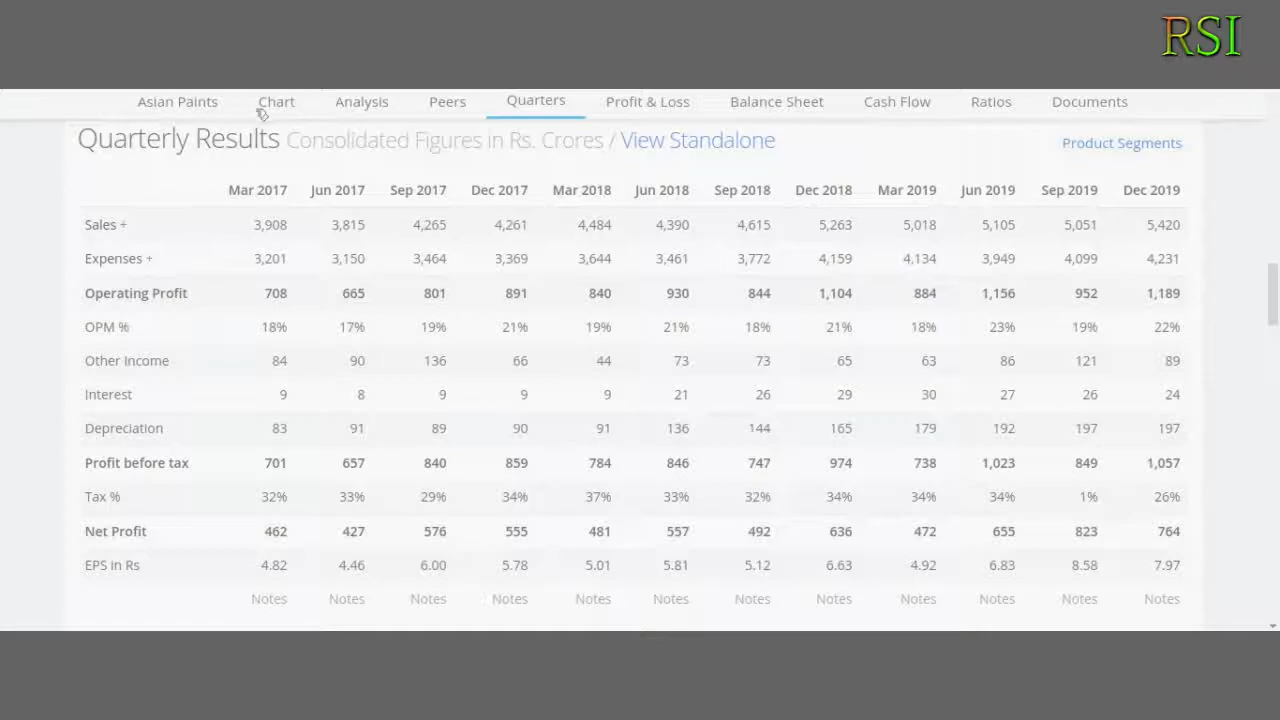 RSI
Asian Paints Chart Analysis Peers Quarters Profit & Loss Balance Sheet Cash Flow Ratios Documents
Quarterly Results Consolidated Figures in Rs. Crores / View Standalone Product Segments
Mar 2017 Jun 2017 Sep 2017 Dec 2017 Mar 2018 Jun 2018 Sep 2018 Dec 2018 Mar 2019 Jun 2019 Sep 2019 Dec 2019
Sales + 3,908 3,815 4,265 4,261 4,484 4,390 4,615 5,263 5,018 5,105 5,051 5,420
Expenses + 3,201 3,150 3,464 3,369 3,644 3,461 3,772 4,159 4,134 3,949 4,099 4,231
Operating Profit 708 665 801 891 840 930 844 1,104 884 1,156 952 1,189
OPM % 18% 17% 19% 21% 19% 21% 18% 21% 18% 23% 19% 22%
Other Income 84 90 136 66 44 73 73 65 63 86 121 89
Interest 9 8 9 9 9 21 26 29 30 27 26 24
Depreciation 83 91 89 90 91 136 144 165 179 192 197 197
Profit before tax 701 657 840 859 784 846 747 974 738 1,023 849 1,057
Tax % 32% 33% 29% 34% 37% 33% 32% 34% 34% 34% 1% 26%
Net Profit 462 427 576 555 481 557 492 636 472 655 823 764
EPS in Rs 4.82 4.46 6.00 5.78 5.01 5.81 5.12 6.63 4.92 6.83 8.58 7.97
Notes Notes Notes Notes Notes Notes Notes Notes Notes Notes Notes Notes